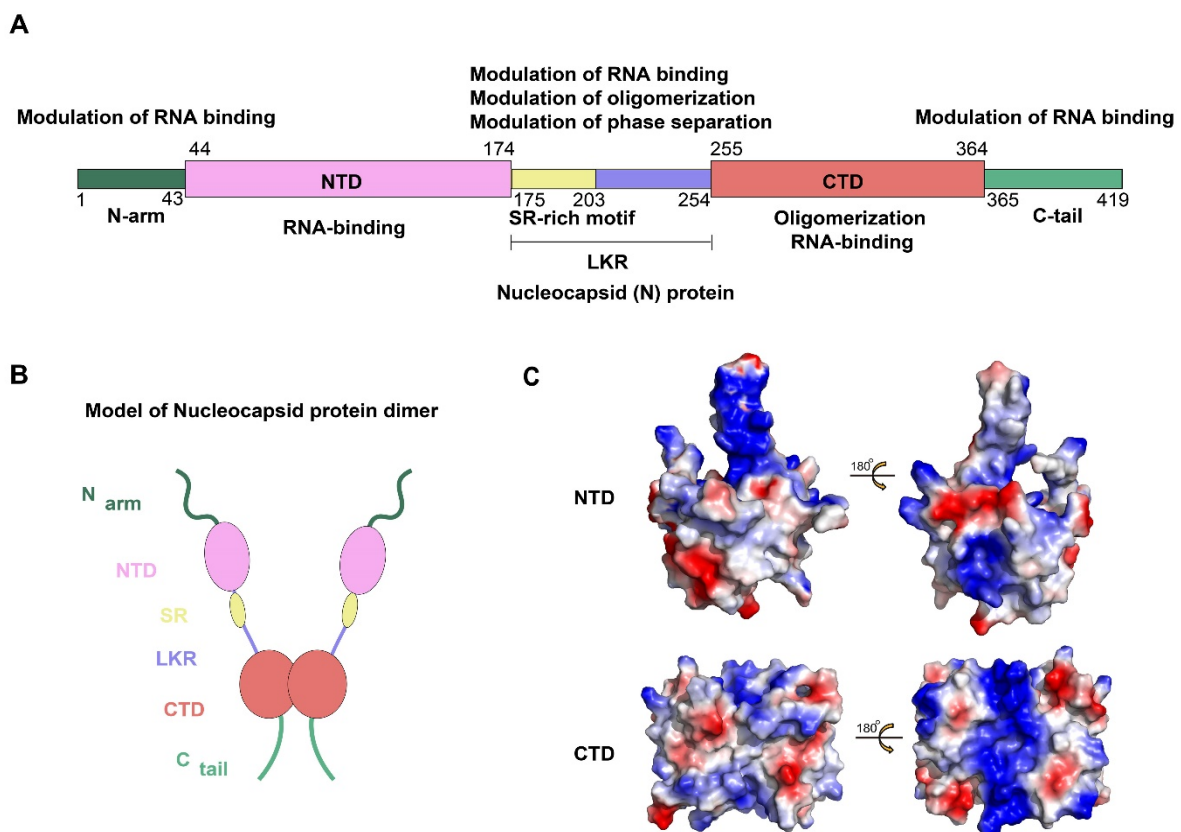 A
Modulation of RNA binding
Modulation of oligomerization
Modulation of phase separation
Modulation of RNA binding
Modulation of RNA binding
44
174
255
364
NTD
CTD
1
43
175
203
254
365
419
N-arm
SR-rich motif
Oligomerization
C-tail
RNA-binding
RNA-binding
LKR
Nucleocapsid (N) protein
B
C
Model of Nucleocapsid protein dimer
N arm
NTD
SR
LKR
CTD
C tail
180°
NTD
180°
CTD